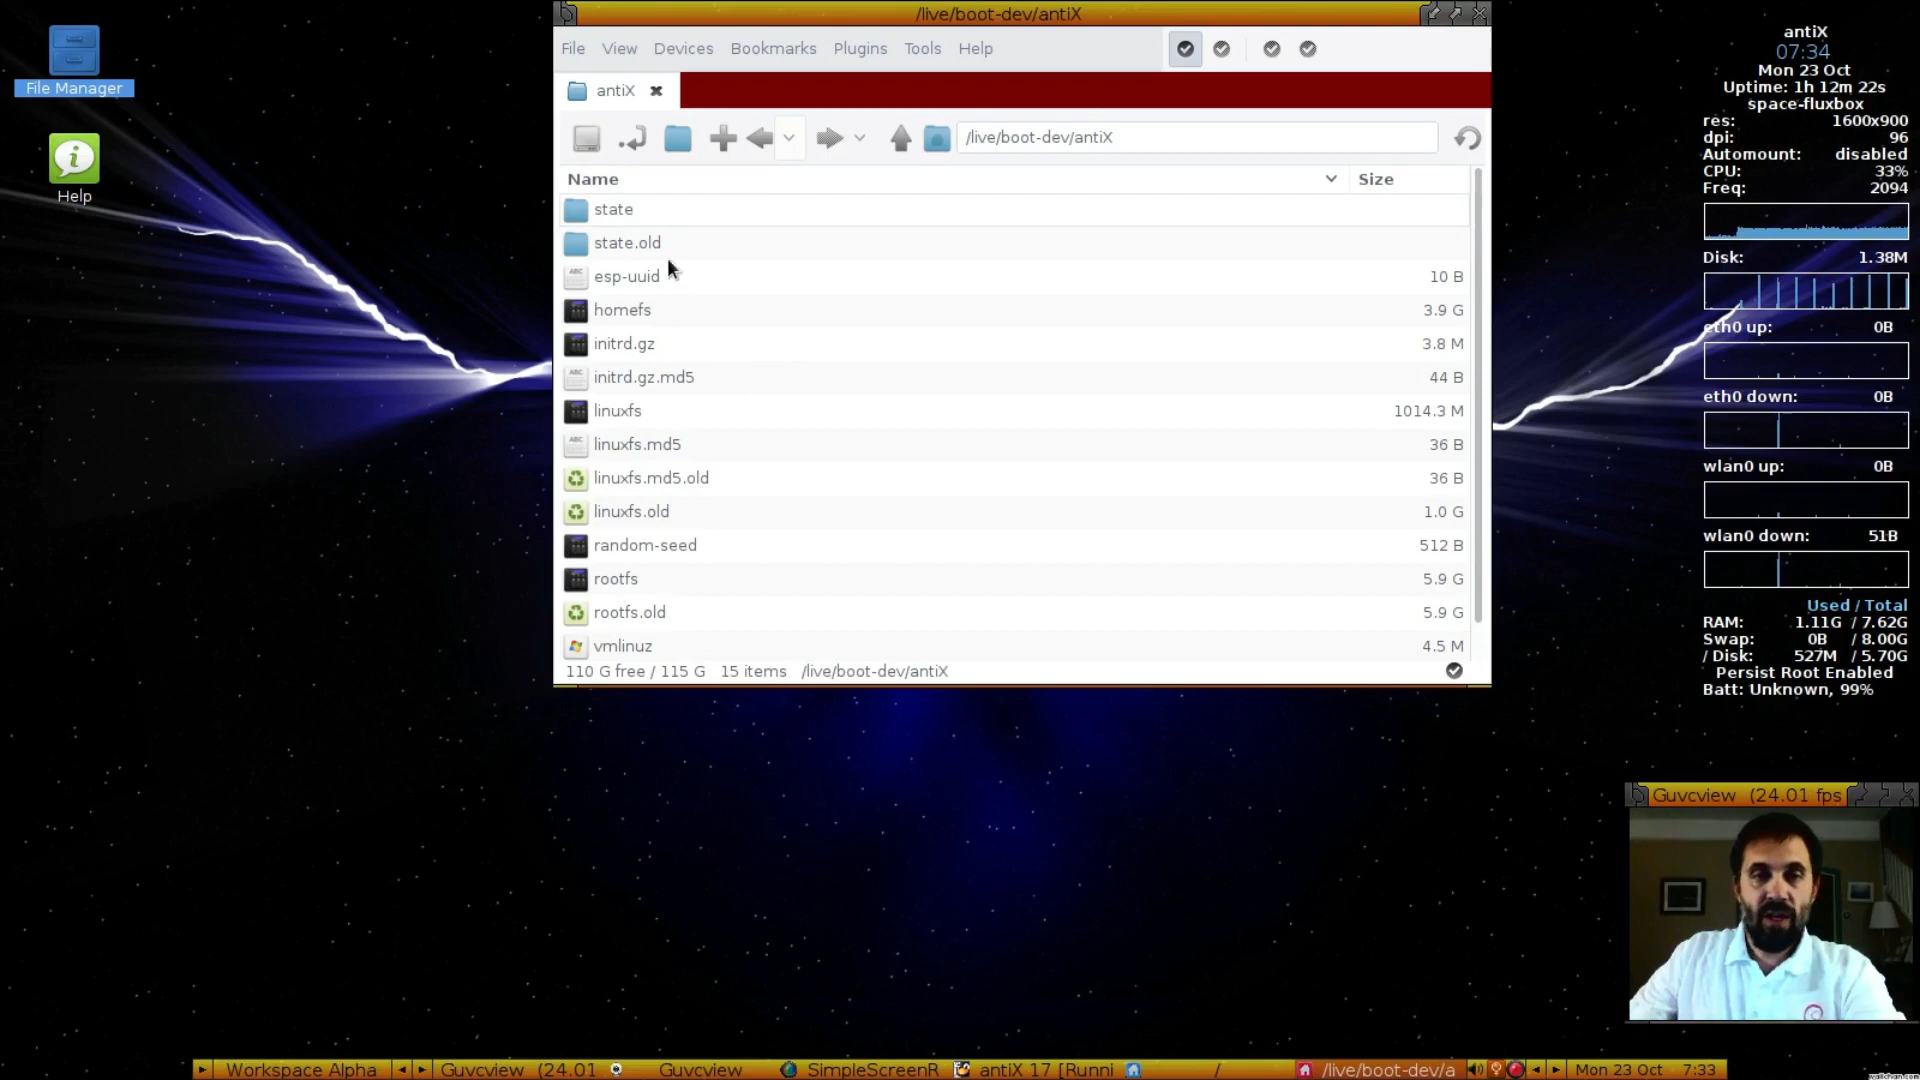 /live/boot-dev/antiX
File View Devices Bookmarks Plugins Tools Help
antiX
/live/boot-dev/antiX
Name Size
state
state.old
esp-uuid 10 B
homefs 3.9 G
initrd.gz 3.8 M
initrd.gz.md5 44 B
linuxfs 1014.3 M
linuxfs.md5 36 B
linuxfs.md5.old 36 B
linuxfs.old 1.0 G
random-seed 512 B
rootfs 5.9 G
rootfs.old 5.9 G
vmlinuz 4.5 M
110 G free / 115 G 15 items /live/boot-dev/antiX
File Manager
Help
antiX
07:34
Mon 23 Oct
Uptime: 1h 12m 22s
space-fluxbox
res: 1600x900
dpi: 96
Automount: disabled
CPU: 33%
Freq: 2094
Disk: 1.38M
eth0 up: 0B
eth0 down: 0B
wlan0 up: 0B
wlan0 down: 51B
Used / Total
RAM: 1.11G / 7.62G
Swap: 0B / 8.00G
/ Disk: 527M / 5.70G
Persist Root Enabled
Batt: Unknown, 99%
Guvcview (24.01 fps
Workspace Alpha Guvcview (24.01 Guvcview SimpleScreenR antiX 17 [Runni / /live/boot-dev/a Mon 23 Oct 7:33